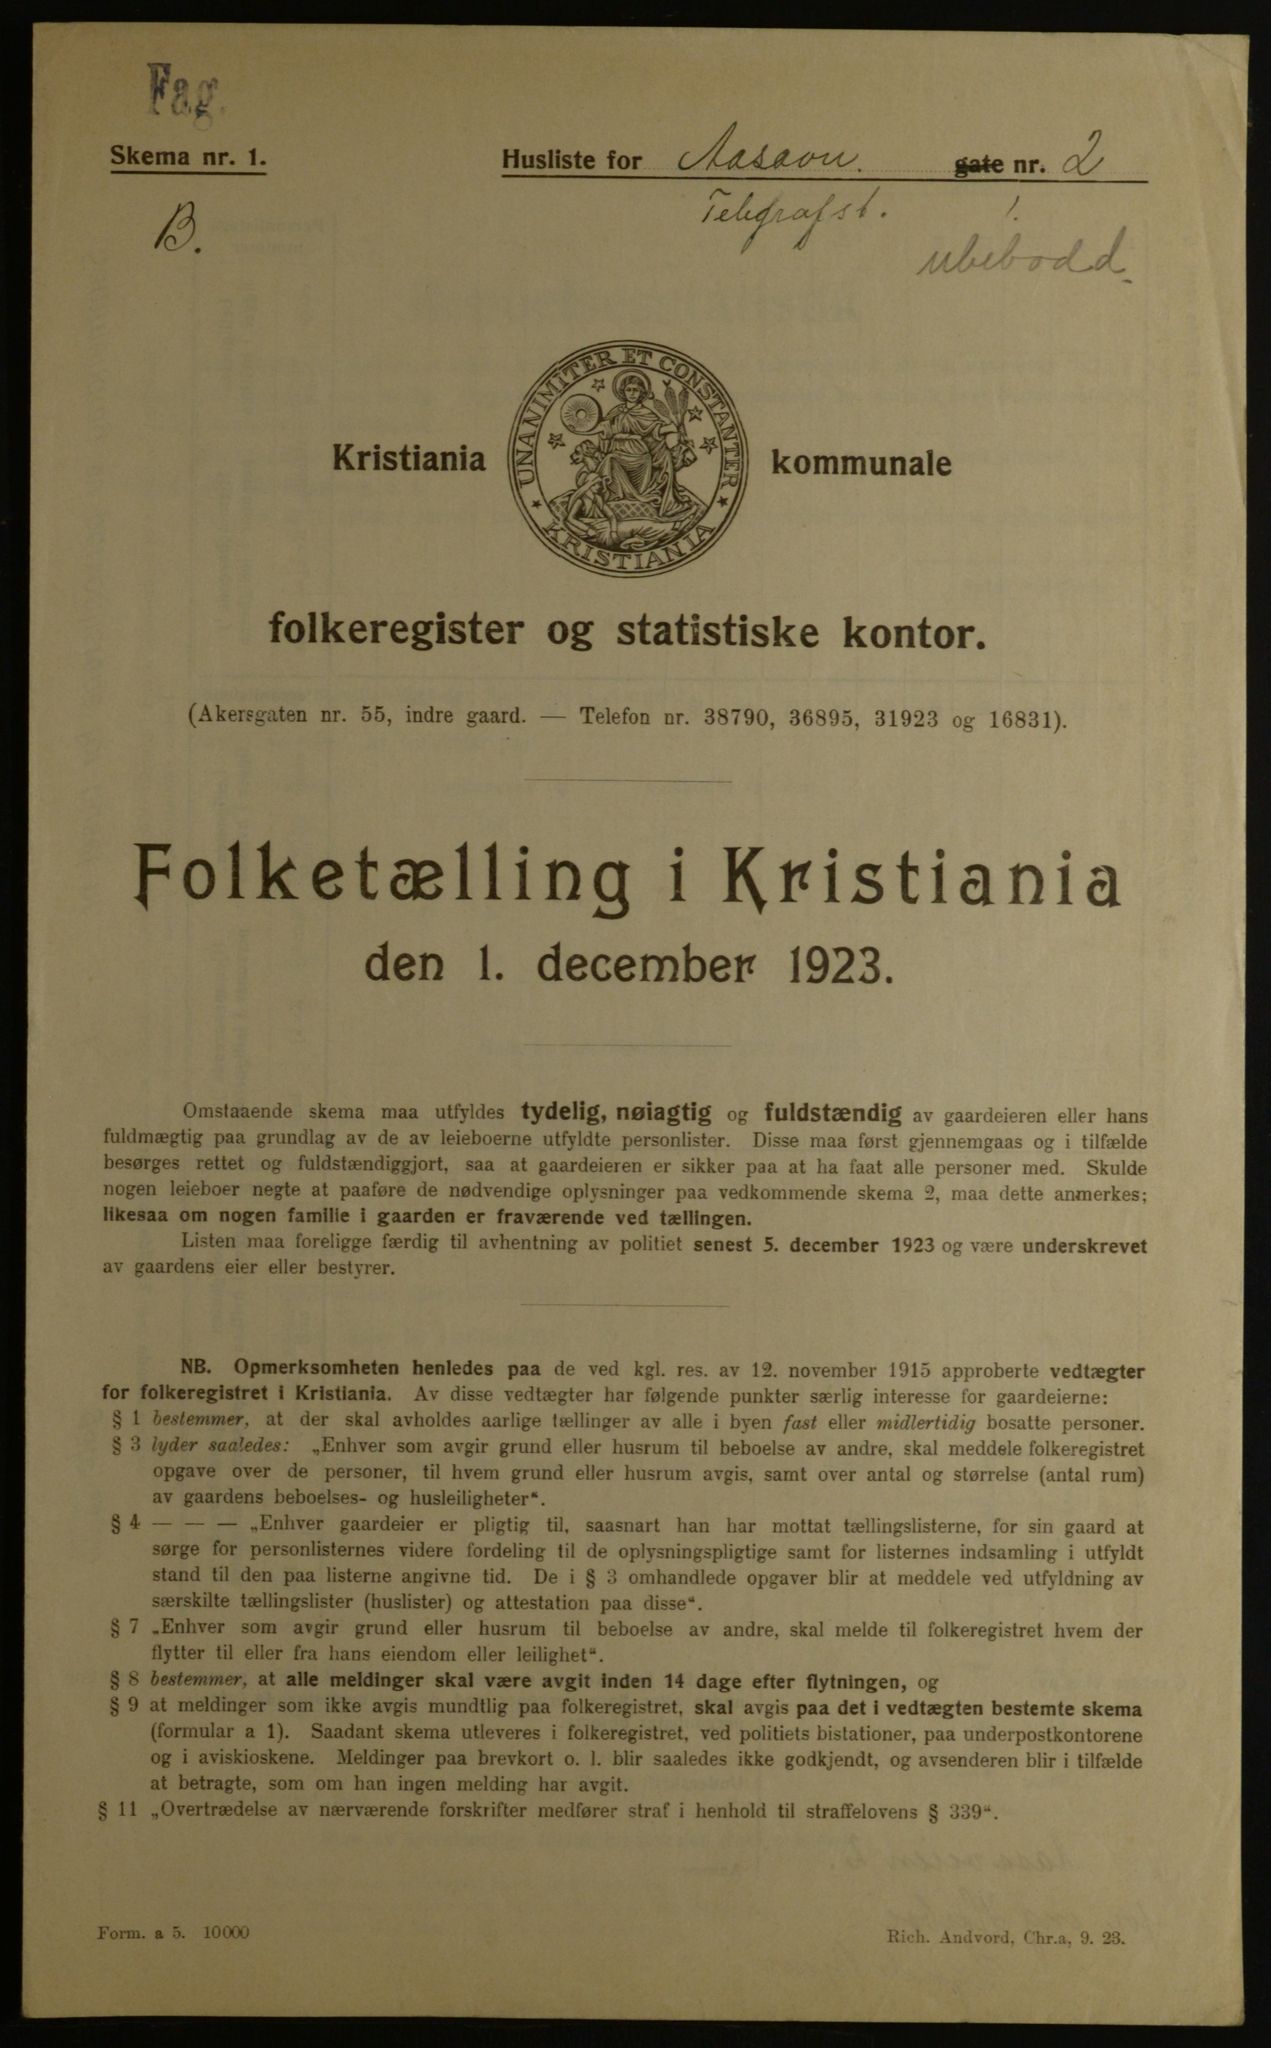 Fag.
Skema nr. 1.
Husliste for Aasavn. gate nr. 2
Telegrafst. 1.
B.
ubebodd
UNANIMITER ET CONSTANTER
KRISTIANIA
Kristiania kommunale
folkeregister og statistiske kontor.
(Akersgaten nr. 55, indre gaard. — Telefon nr. 38790, 36895, 31923 og 16831).
Folketælling i Kristiania
den 1. december 1923.
Omstaaende skema maa utfyldes tydelig, nøiagtig og fuldstændig av gaardeieren eller hans
fuldmægtig paa grundlag av de av leieboerne utfyldte personlister. Disse maa først gjennemgaas og i tilfælde
besørges rettet og fuldstændiggjort, saa at gaardeieren er sikker paa at ha faat alle personer med. Skulde
nogen leieboer negte at paaføre de nødvendige oplysninger paa vedkommende skema 2, maa dette anmerkes;
likesaa om nogen familie i gaarden er fraværende ved tællingen.
Listen maa foreligge færdig til avhentning av politiet senest 5. december 1923 og være underskrevet
av gaardens eier eller bestyrer.
NB. Opmerksomheten henledes paa de ved kgl. res. av 12. november 1915 approberte vedtægter
for folkeregistret i Kristiania. Av disse vedtægter har følgende punkter særlig interesse for gaardeierne:
§ 1 bestemmer, at der skal avholdes aarlige tællinger av alle i byen fast eller midlertidig bosatte personer.
§ 3 lyder saaledes: „Enhver som avgir grund eller husrum til beboelse av andre, skal meddele folkeregistret
opgave over de personer, til hvem grund eller husrum avgis, samt over antal og størrelse (antal rum)
av gaardens beboelses- og husleiligheter“.
§ 4 — — — „Enhver gaardeier er pligtig til, saasnart han har mottat tællingslisterne, for sin gaard at
sørge for personlisternes videre fordeling til de oplysningspligtige samt for listernes indsamling i utfyldt
stand til den paa listerne angivne tid. De i § 3 omhandlede opgaver blir at meddele ved utfyldning av
særskilte tællingslister (huslister) og attestation paa disse“.
§ 7 „Enhver som avgir grund eller husrum til beboelse av andre, skal melde til folkeregistret hvem der
flytter til eller fra hans eiendom eller leilighet“.
§ 8 bestemmer, at alle meldinger skal være avgit inden 14 dage efter flytningen, og
§ 9 at meldinger som ikke avgis mundtlig paa folkeregistret, skal avgis paa det i vedtægten bestemte skema
(formular a 1). Saadant skema utleveres i folkeregistret, ved politiets bistationer, paa underpostkontorene
og i aviskioskene. Meldinger paa brevkort o. l. blir saaledes ikke godkjendt, og avsenderen blir i tilfælde
at betragte, som om han ingen melding har avgit.
§ 11 „Overtrædelse av nærværende forskrifter medfører straf i henhold til straffelovens § 339“.
Form. a 5. 10000
Rich. Andvord, Chr.a, 9. 23.